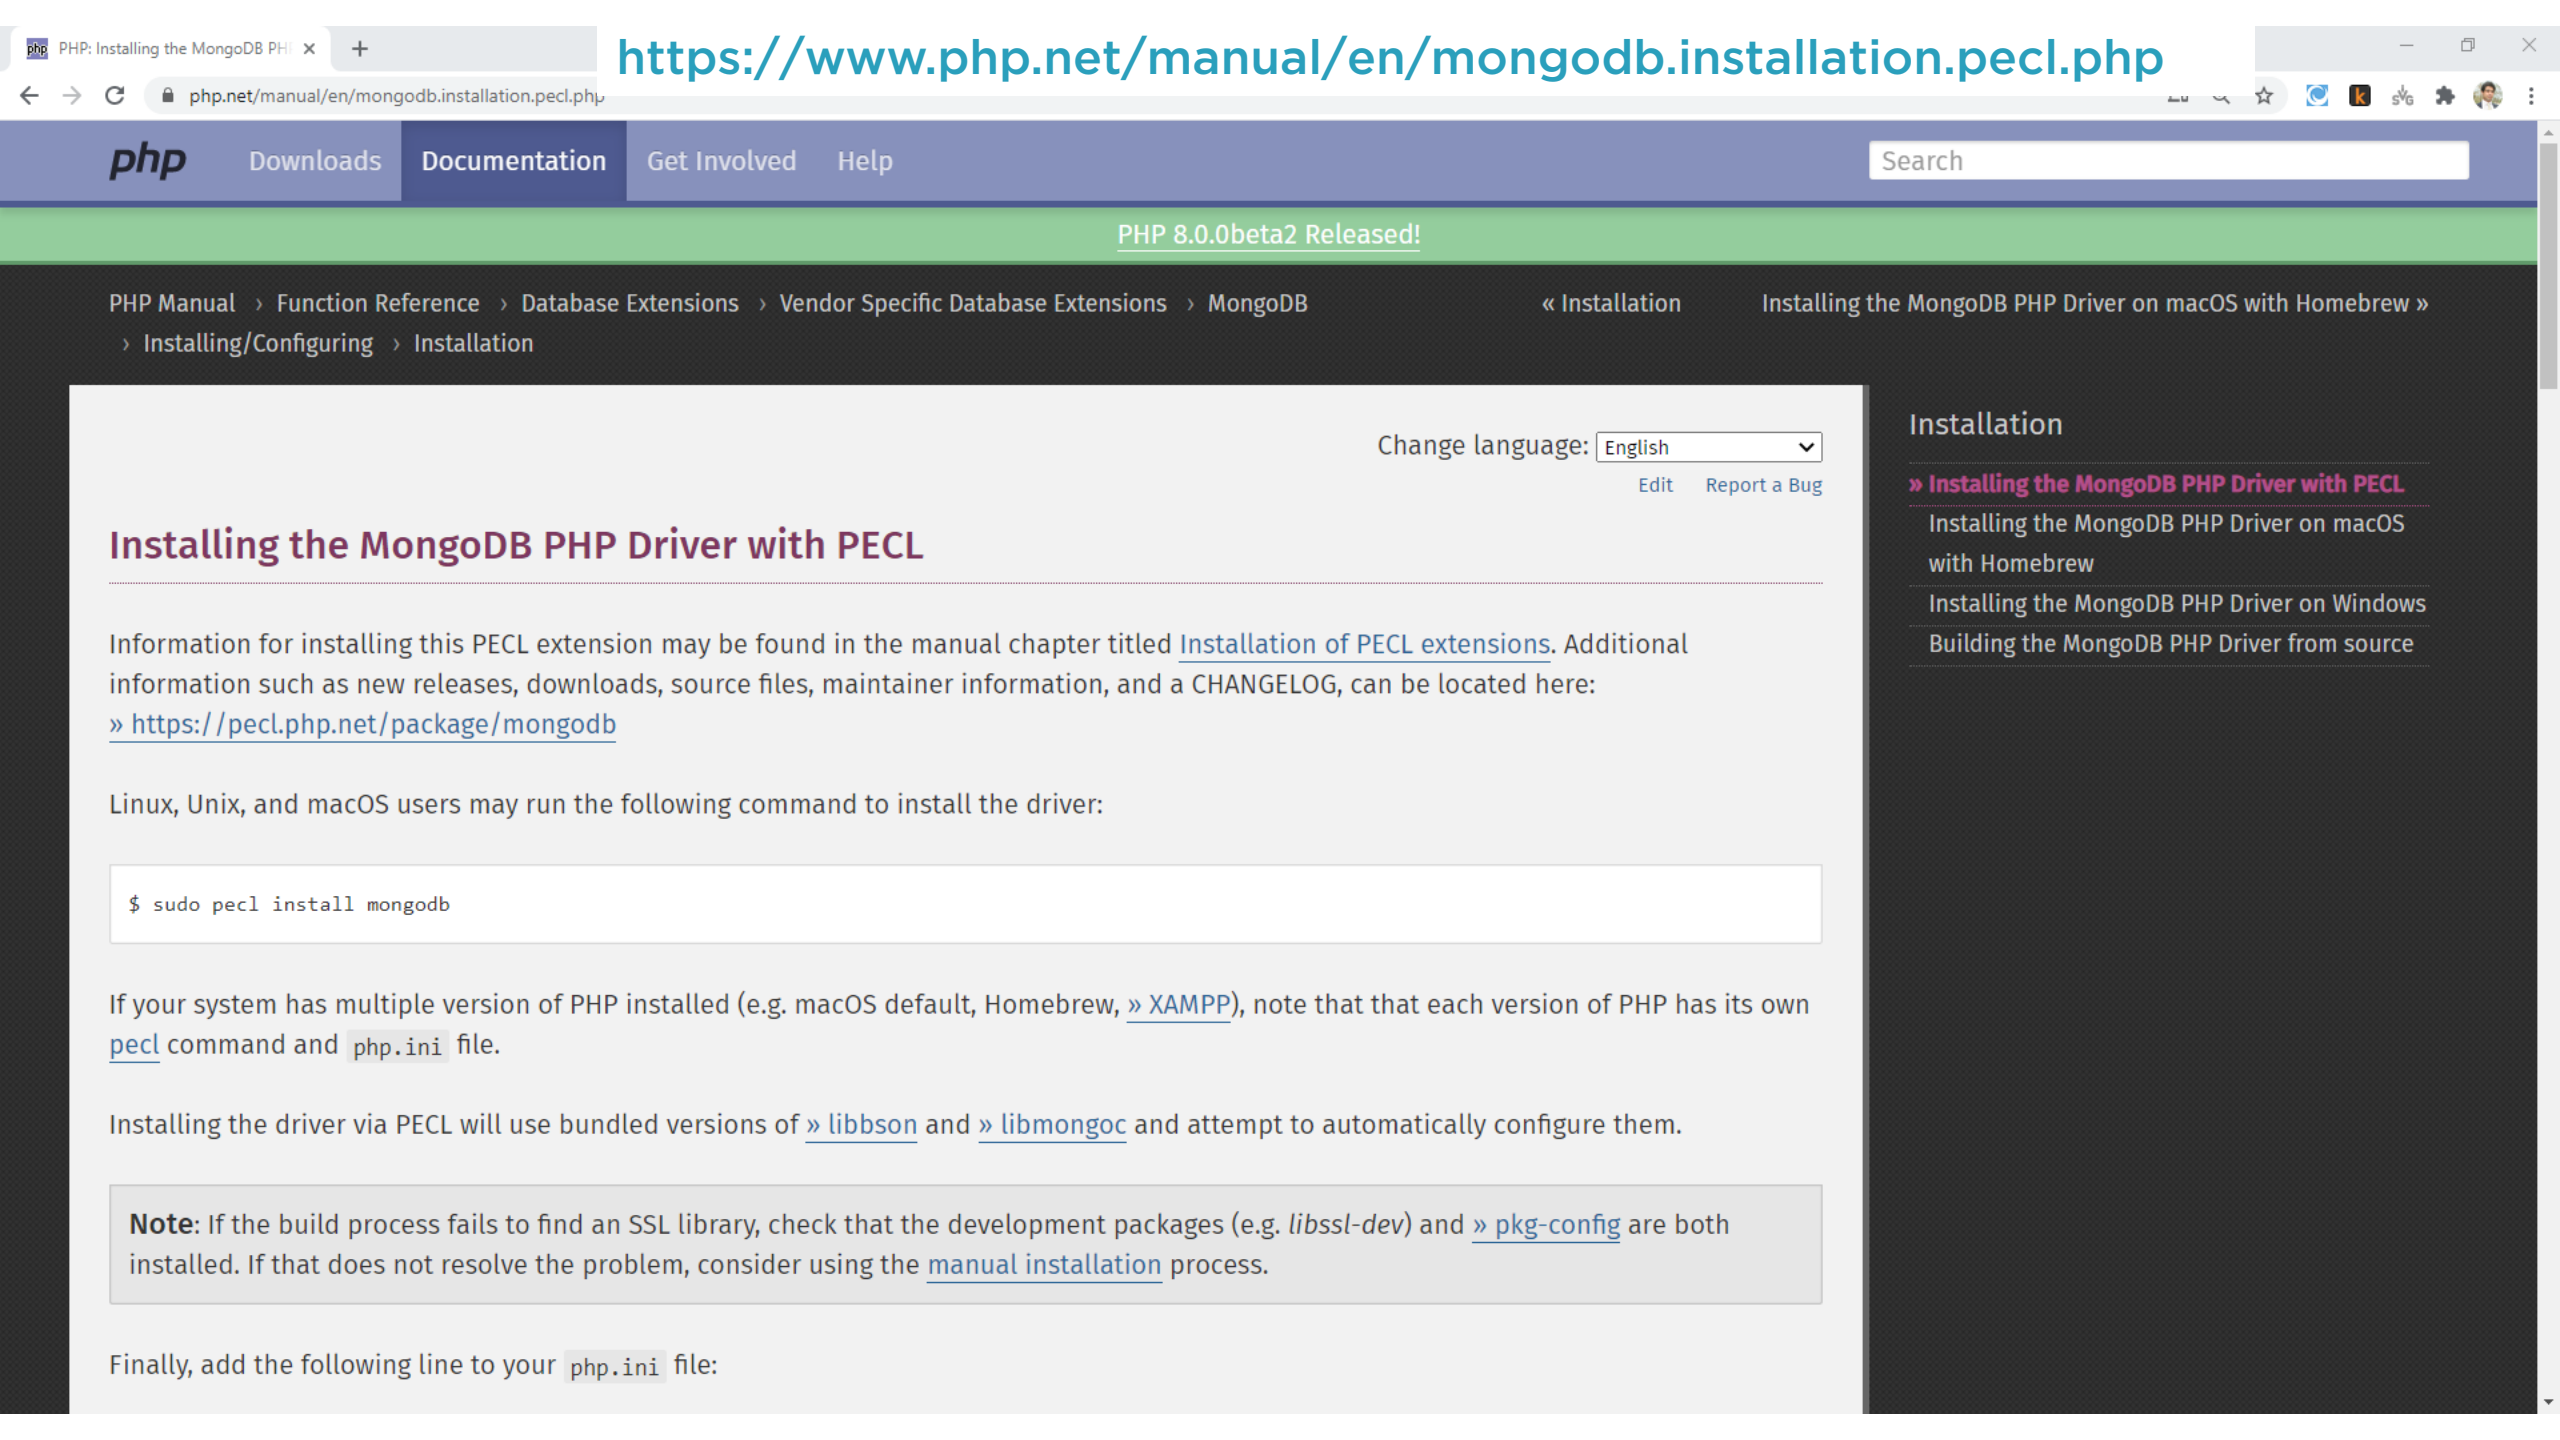 PHP: Installing the MongoDB PH
https://www.php.net/manual/en/mongodb.installation.pecl.php
php.net/manual/en/mongodb.installation.pecl.php
php Downloads Documentation Get Involved Help Search
PHP 8.0.0beta2 Released!
PHP Manual › Function Reference › Database Extensions › Vendor Specific Database Extensions › MongoDB
› Installing/Configuring › Installation
« Installation Installing the MongoDB PHP Driver on macOS with Homebrew »
Change language: English
Edit Report a Bug
Installing the MongoDB PHP Driver with PECL
Information for installing this PECL extension may be found in the manual chapter titled Installation of PECL extensions. Additional
information such as new releases, downloads, source files, maintainer information, and a CHANGELOG, can be located here:
» https://pecl.php.net/package/mongodb
Linux, Unix, and macOS users may run the following command to install the driver:
$ sudo pecl install mongodb
If your system has multiple version of PHP installed (e.g. macOS default, Homebrew, » XAMPP), note that that each version of PHP has its own
pecl command and php.ini file.
Installing the driver via PECL will use bundled versions of » libbson and » libmongoc and attempt to automatically configure them.
Note: If the build process fails to find an SSL library, check that the development packages (e.g. libssl-dev) and » pkg-config are both
installed. If that does not resolve the problem, consider using the manual installation process.
Finally, add the following line to your php.ini file:
Installation
» Installing the MongoDB PHP Driver with PECL
Installing the MongoDB PHP Driver on macOS
with Homebrew
Installing the MongoDB PHP Driver on Windows
Building the MongoDB PHP Driver from source